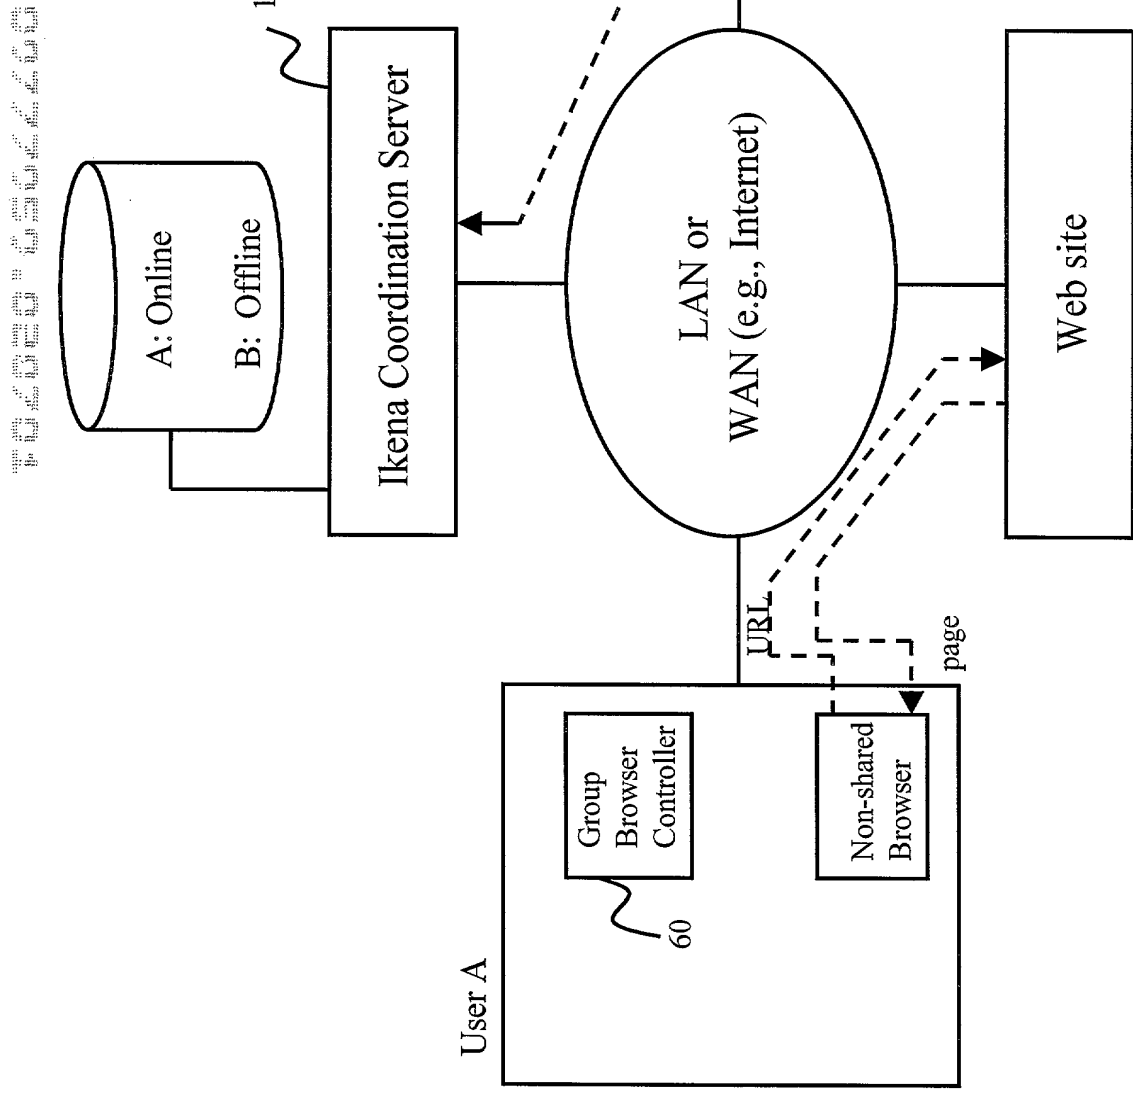 A: Online
B: Offline
Ikena Coordination Server
LAN or
WAN (e.g., Internet)
Web site
URL
page
User A
Group
Browser
Controller
60
Non-shared
Browser